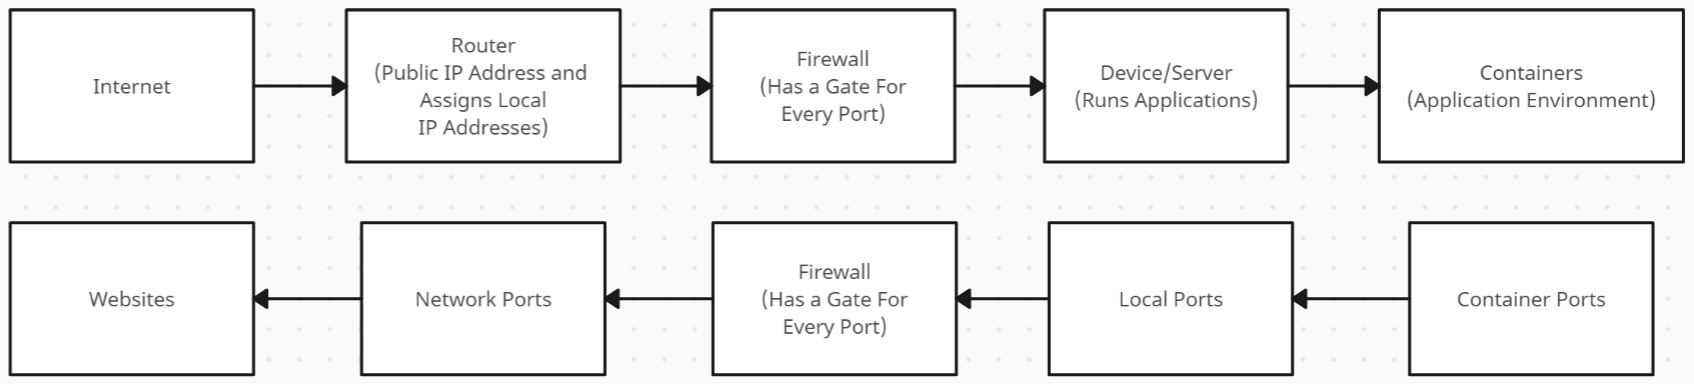 Internet
Router
(Public IP Address and
Assigns Local
IP Addresses)
Firewall
(Has a Gate For
Every Port)
Device/Server
(Runs Applications)
Containers
(Application Environment)
Websites
Network Ports
Firewall
(Has a Gate For
Every Port)
Local Ports
Container Ports